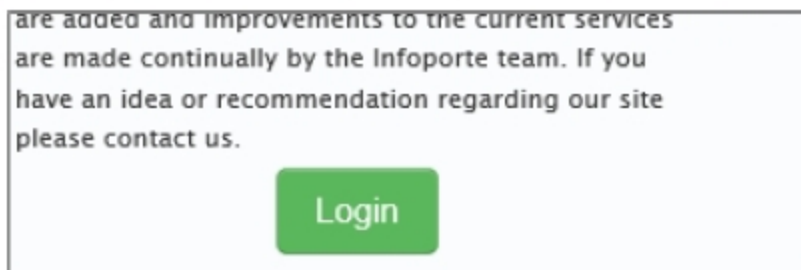 are added and improvements to the current services
are made continually by the Infoporte team. If you
have an idea or recommendation regarding our site
please contact us.
Login